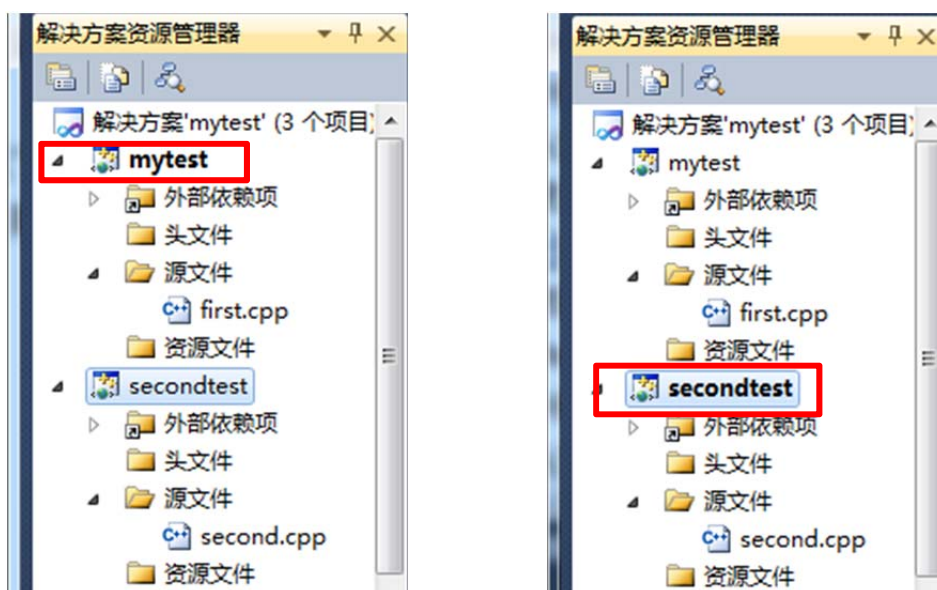 解决方案资源管理器
解决方案'mytest' (3 个项目)
mytest
外部依赖项
头文件
源文件
first.cpp
资源文件
secondtest
外部依赖项
头文件
源文件
second.cpp
资源文件
解决方案资源管理器
解决方案'mytest' (3 个项目)
mytest
外部依赖项
头文件
源文件
first.cpp
资源文件
secondtest
外部依赖项
头文件
源文件
second.cpp
资源文件